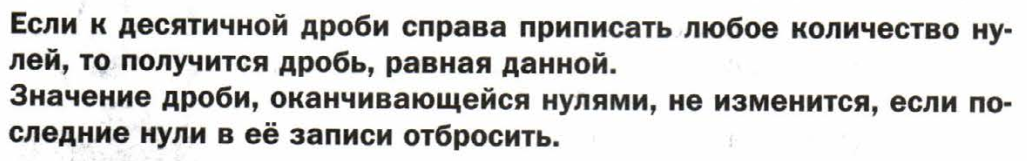 Если к десятичной дроби справа приписать любое количество ну-
лей, то получится дробь, равная данной.
Значение дроби, оканчивающейся нулями, не изменится, если по-
следние нули в её записи отбросить.